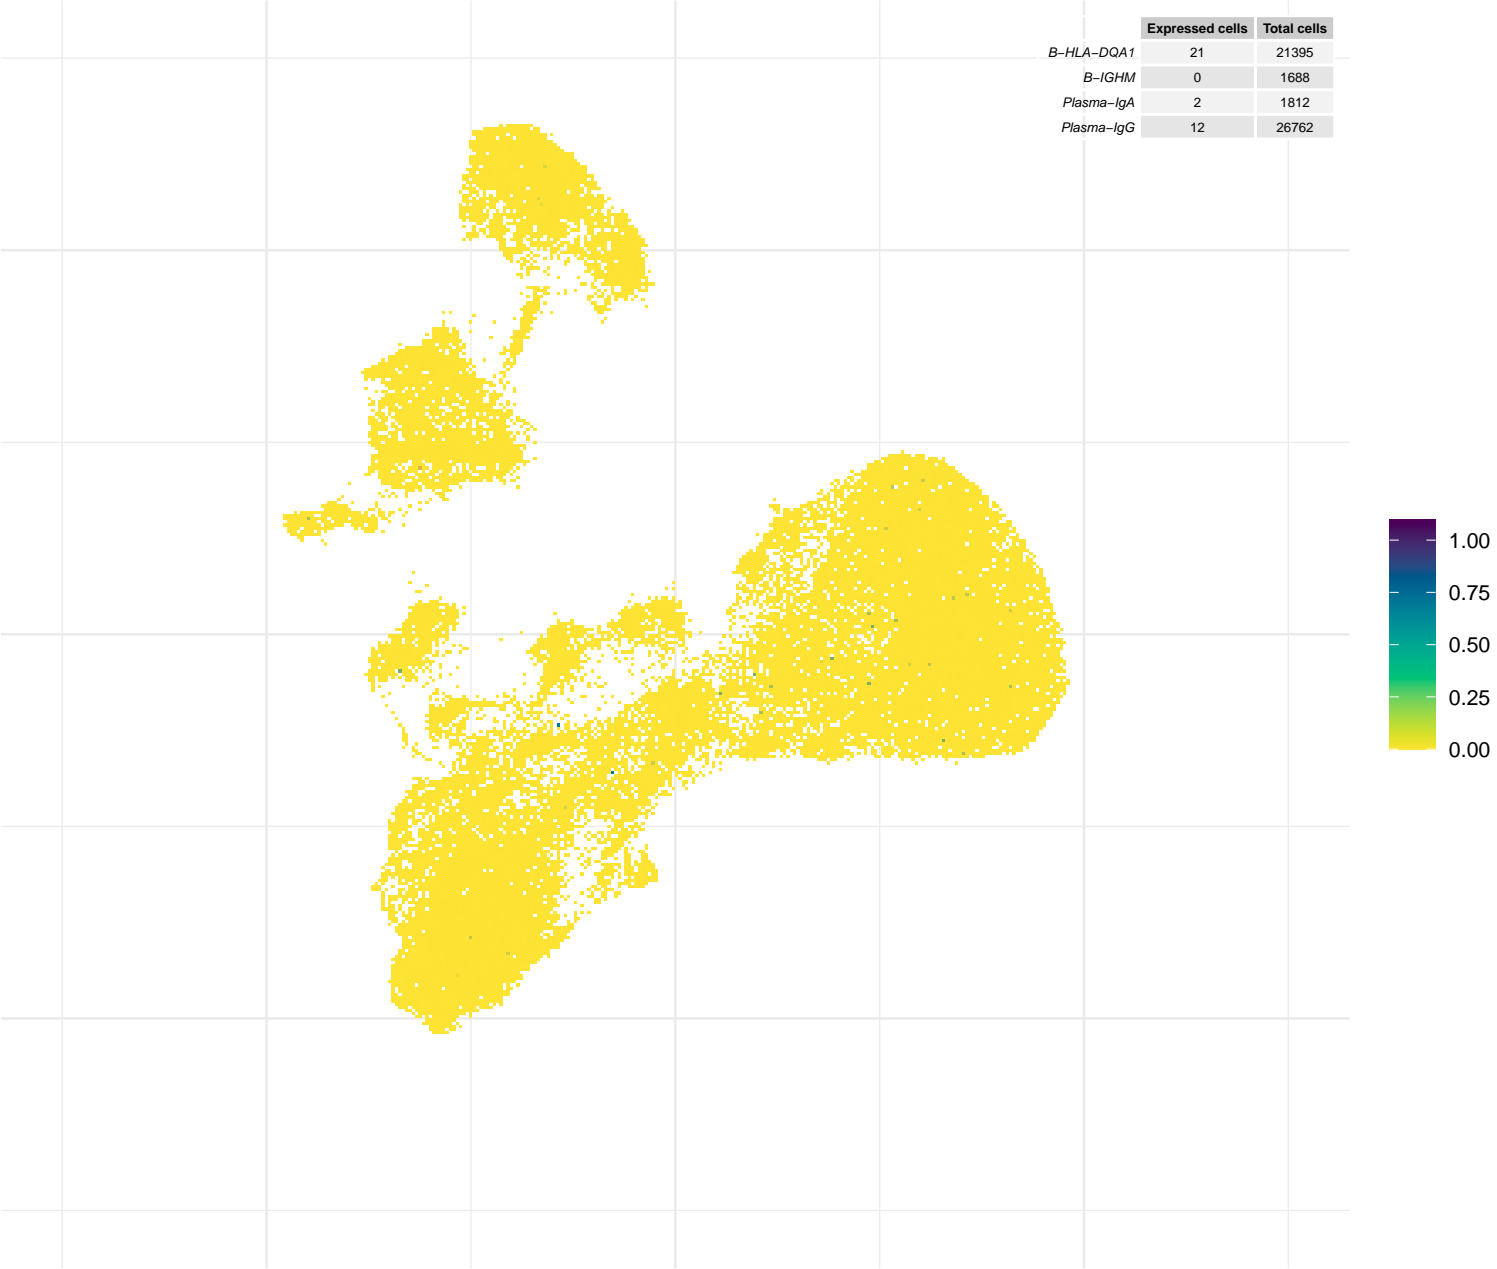 Expressed cells Total cells
B−HLA−DQA1 21 21395
B−IGHM 0 1688
Plasma−IgA 2 1812
Plasma−IgG 12 26762
1.00
0.75
0.50
0.25
0.00